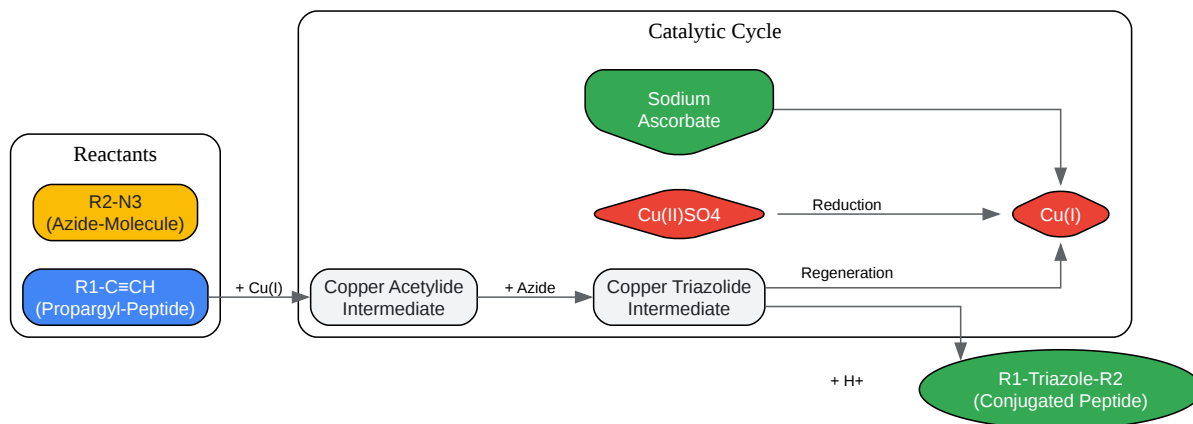 Catalytic Cycle
Sodium
Ascorbate
Reactants
R2-N3
(Azide-Molecule)
Cu(II)SO4
Reduction
Cu(I)
R1-C≡CH
(Propargyl-Peptide)
+ Cu(I)
Copper Acetylide
Intermediate
+ Azide
Copper Triazolide
Intermediate
Regeneration
+ H+
R1-Triazole-R2
(Conjugated Peptide)